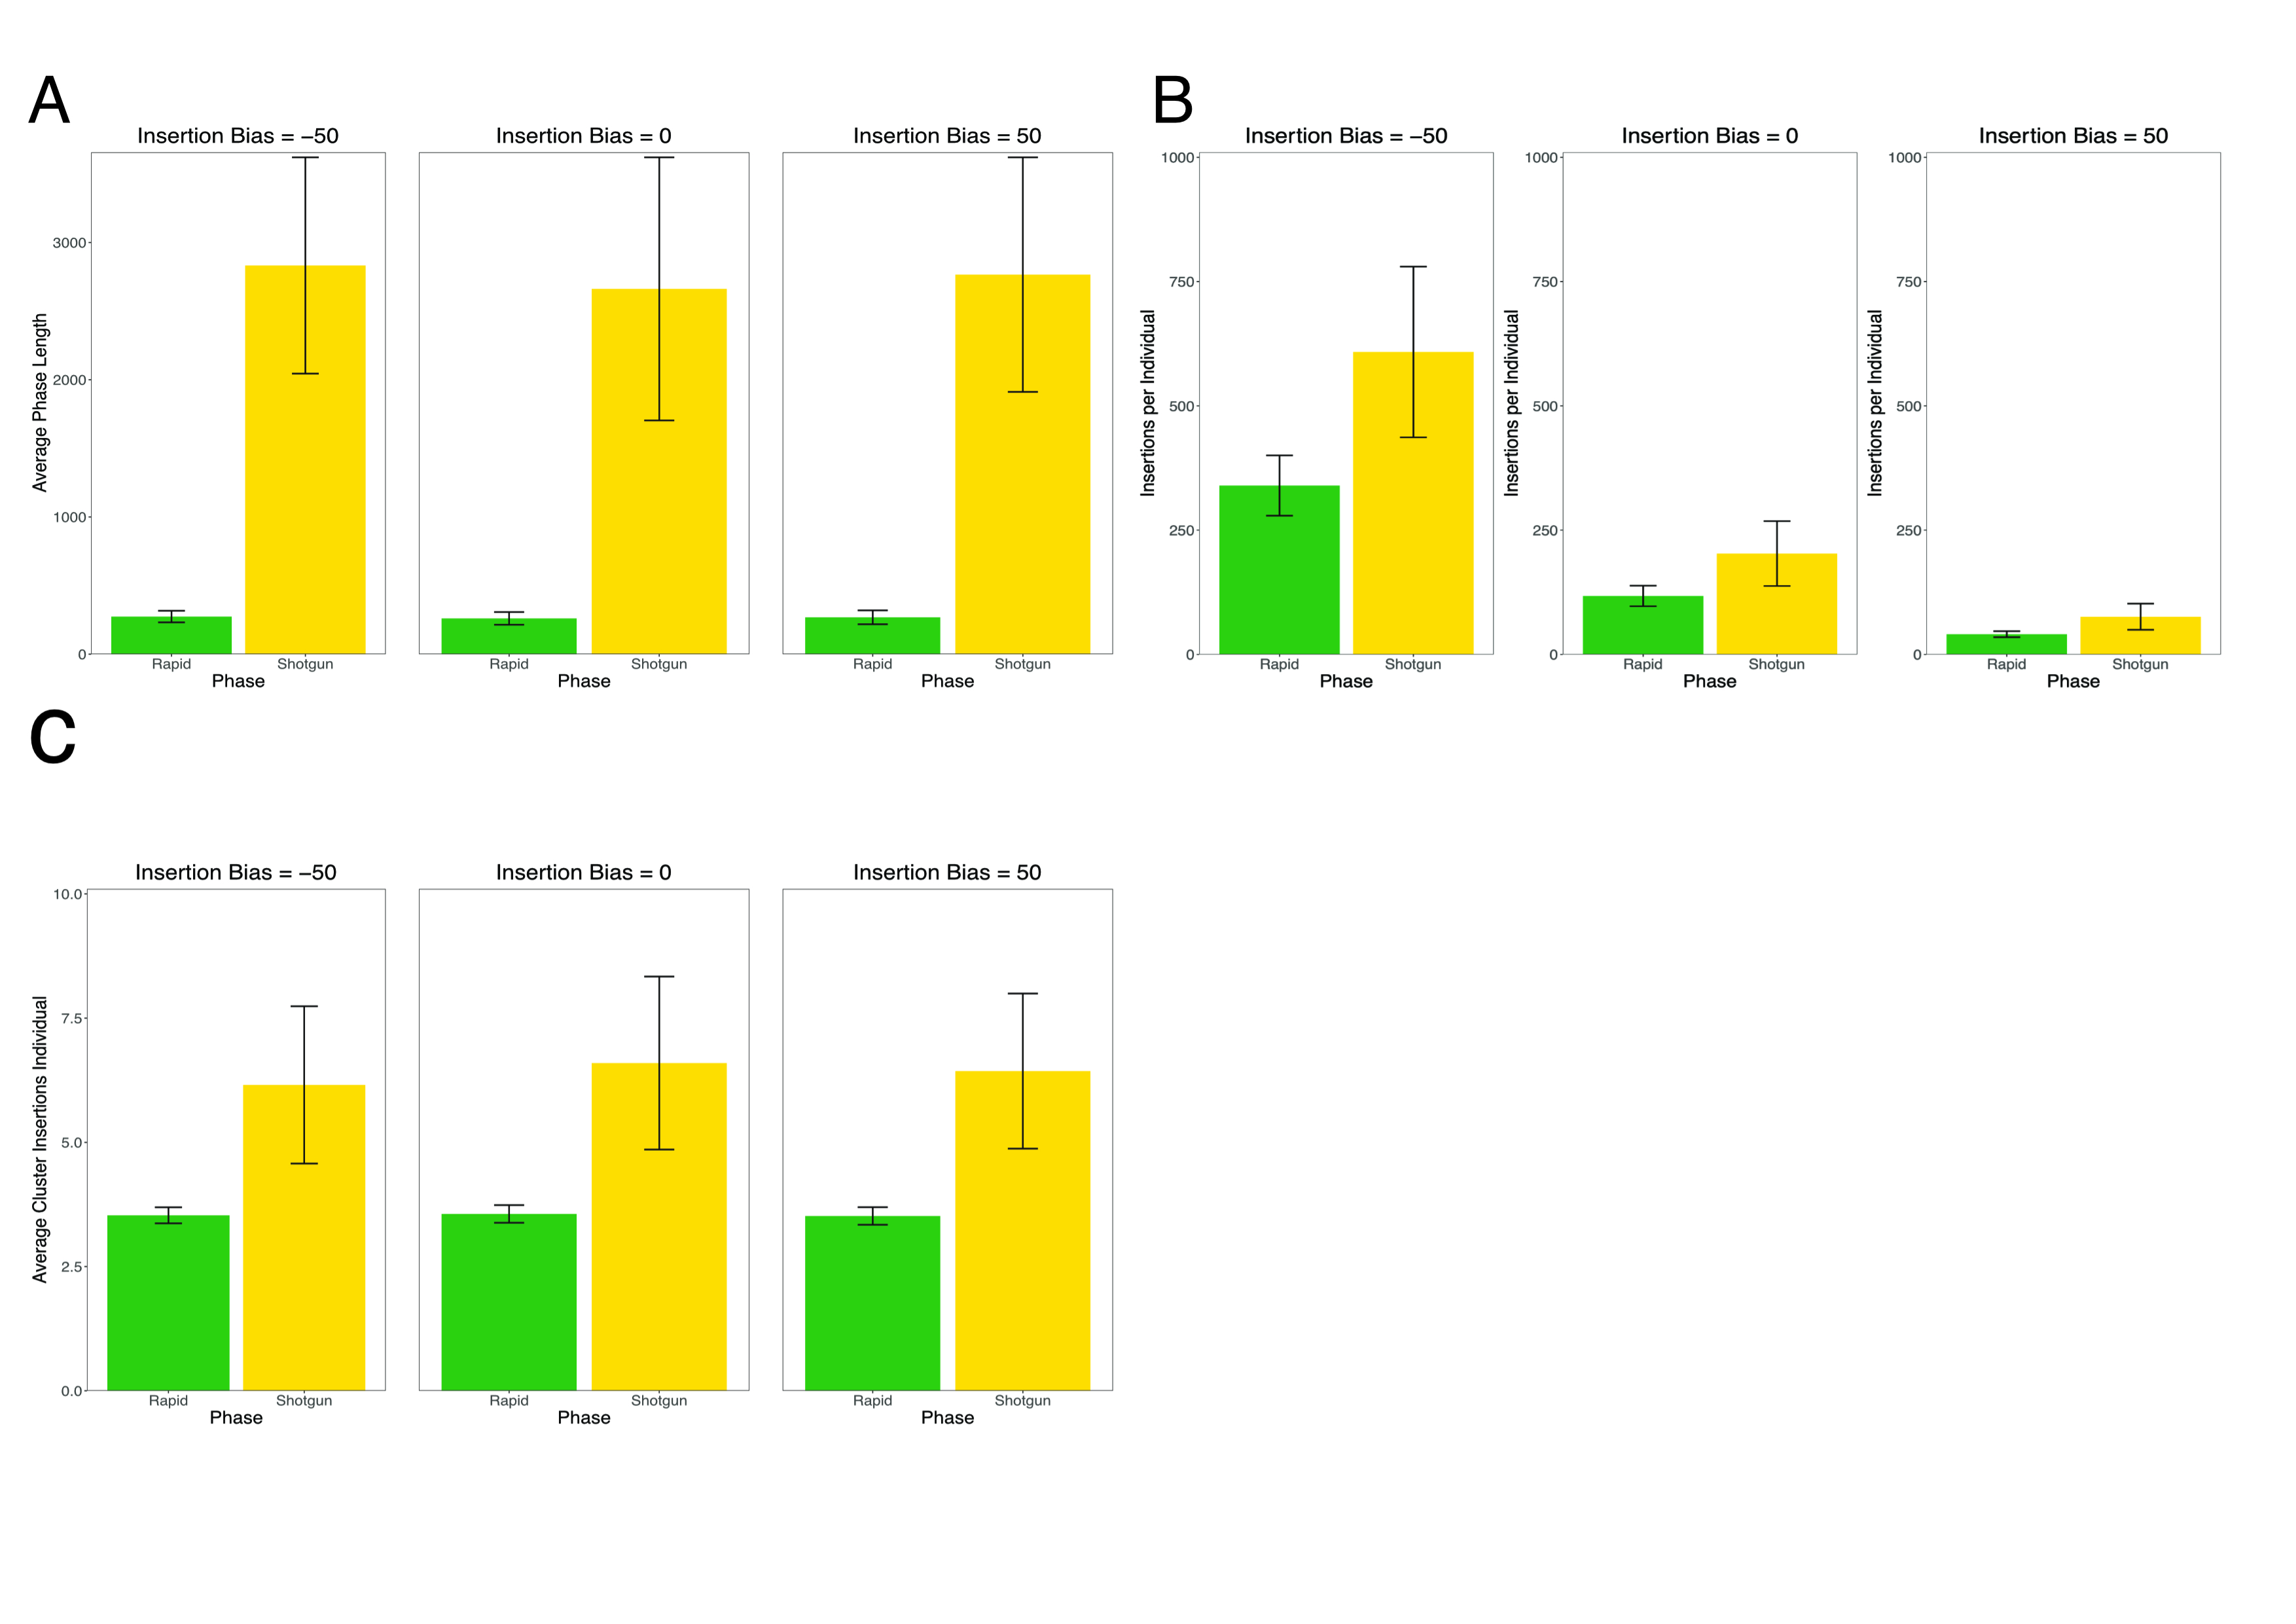 A
Insertion Bias = −50
Insertion Bias = 0
Insertion Bias = 50
Average Phase Length
3000
2000
1000
0
Rapid
Shotgun
Rapid
Shotgun
Rapid
Shotgun
Phase
Phase
Phase
B
Insertion Bias = −50
Insertion Bias = 0
Insertion Bias = 50
Insertions per Individual
1000
750
500
250
0
Rapid
Shotgun
Phase
Insertions per Individual
1000
750
500
250
0
Rapid
Shotgun
Phase
Insertions per Individual
1000
750
500
250
0
Rapid
Shotgun
Phase
C
Insertion Bias = −50
Insertion Bias = 0
Insertion Bias = 50
Average Cluster Insertions Individual
10.0
7.5
5.0
2.5
0.0
Rapid
Shotgun
Rapid
Shotgun
Rapid
Shotgun
Phase
Phase
Phase